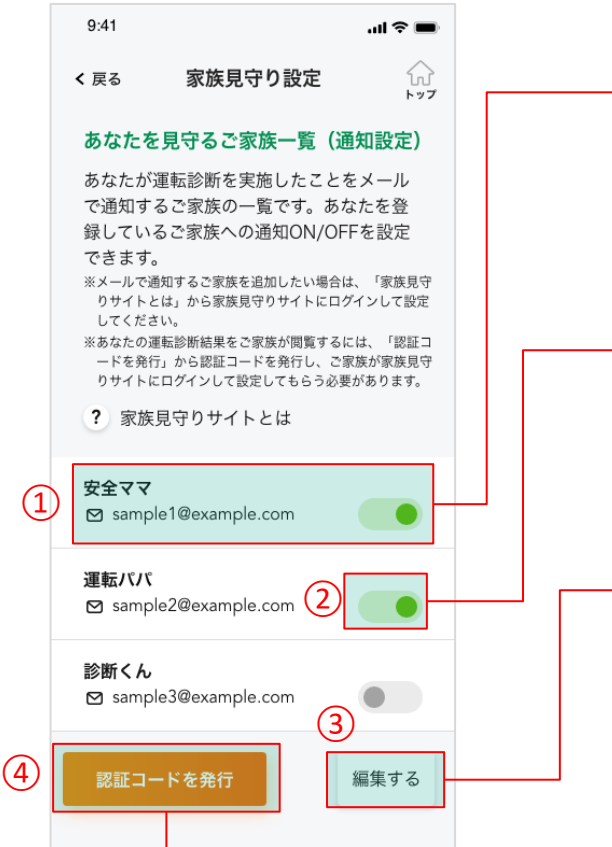 9:41
戻る
家族見守り設定
トップ
あなたを見守るご家族一覧（通知設定）
あなたが運転診断を実施したことをメール
で通知するご家族の一覧です。あなたを登
録しているご家族への通知ON/OFFを設定
できます。
※メールで通知するご家族を追加したい場合は、「家族見守
りサイトとは」から家族見守りサイトにログインして設定
してください。
※あなたの運転診断結果をご家族が閲覧するには、「認証コ
ードを発行」から認証コードを発行し、ご家族が家族見守
りサイトにログインして設定してもらう必要があります。
? 家族見守りサイトとは
①
安全ママ
sample1@example.com
運転パパ
sample2@example.com
②
診断くん
sample3@example.com
③
④
認証コードを発行
編集する